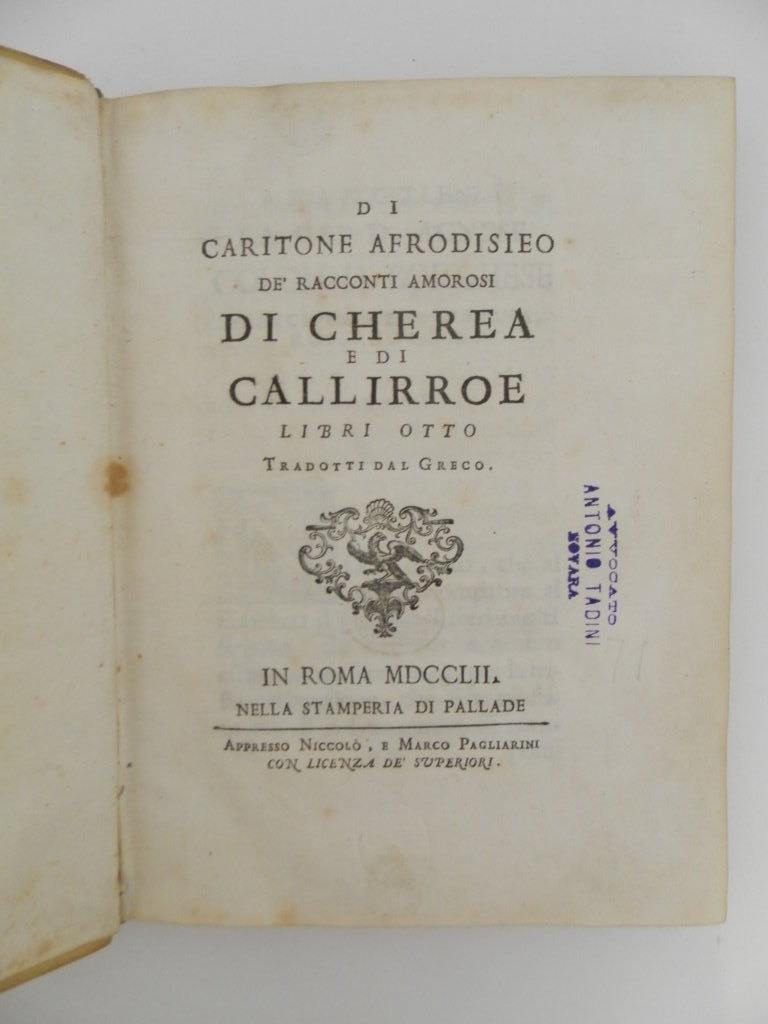 DI
CARITONE AFRODISIEO
DE' RACCONTI AMOROSI
DI CHEREA
E DI
CALLIRROE
LIBRI OTTO
TRADOTTI DAL GRECO.
IN ROMA MDCCLII.
NELLA STAMPERIA DI PALLADE
APPRESSO NICCOLÒ, E MARCO PAGLIARINI
CON LICENZA DE' SUPERIORI.
AVVOCATO
ANTONIO TADINI
NOVARA
71